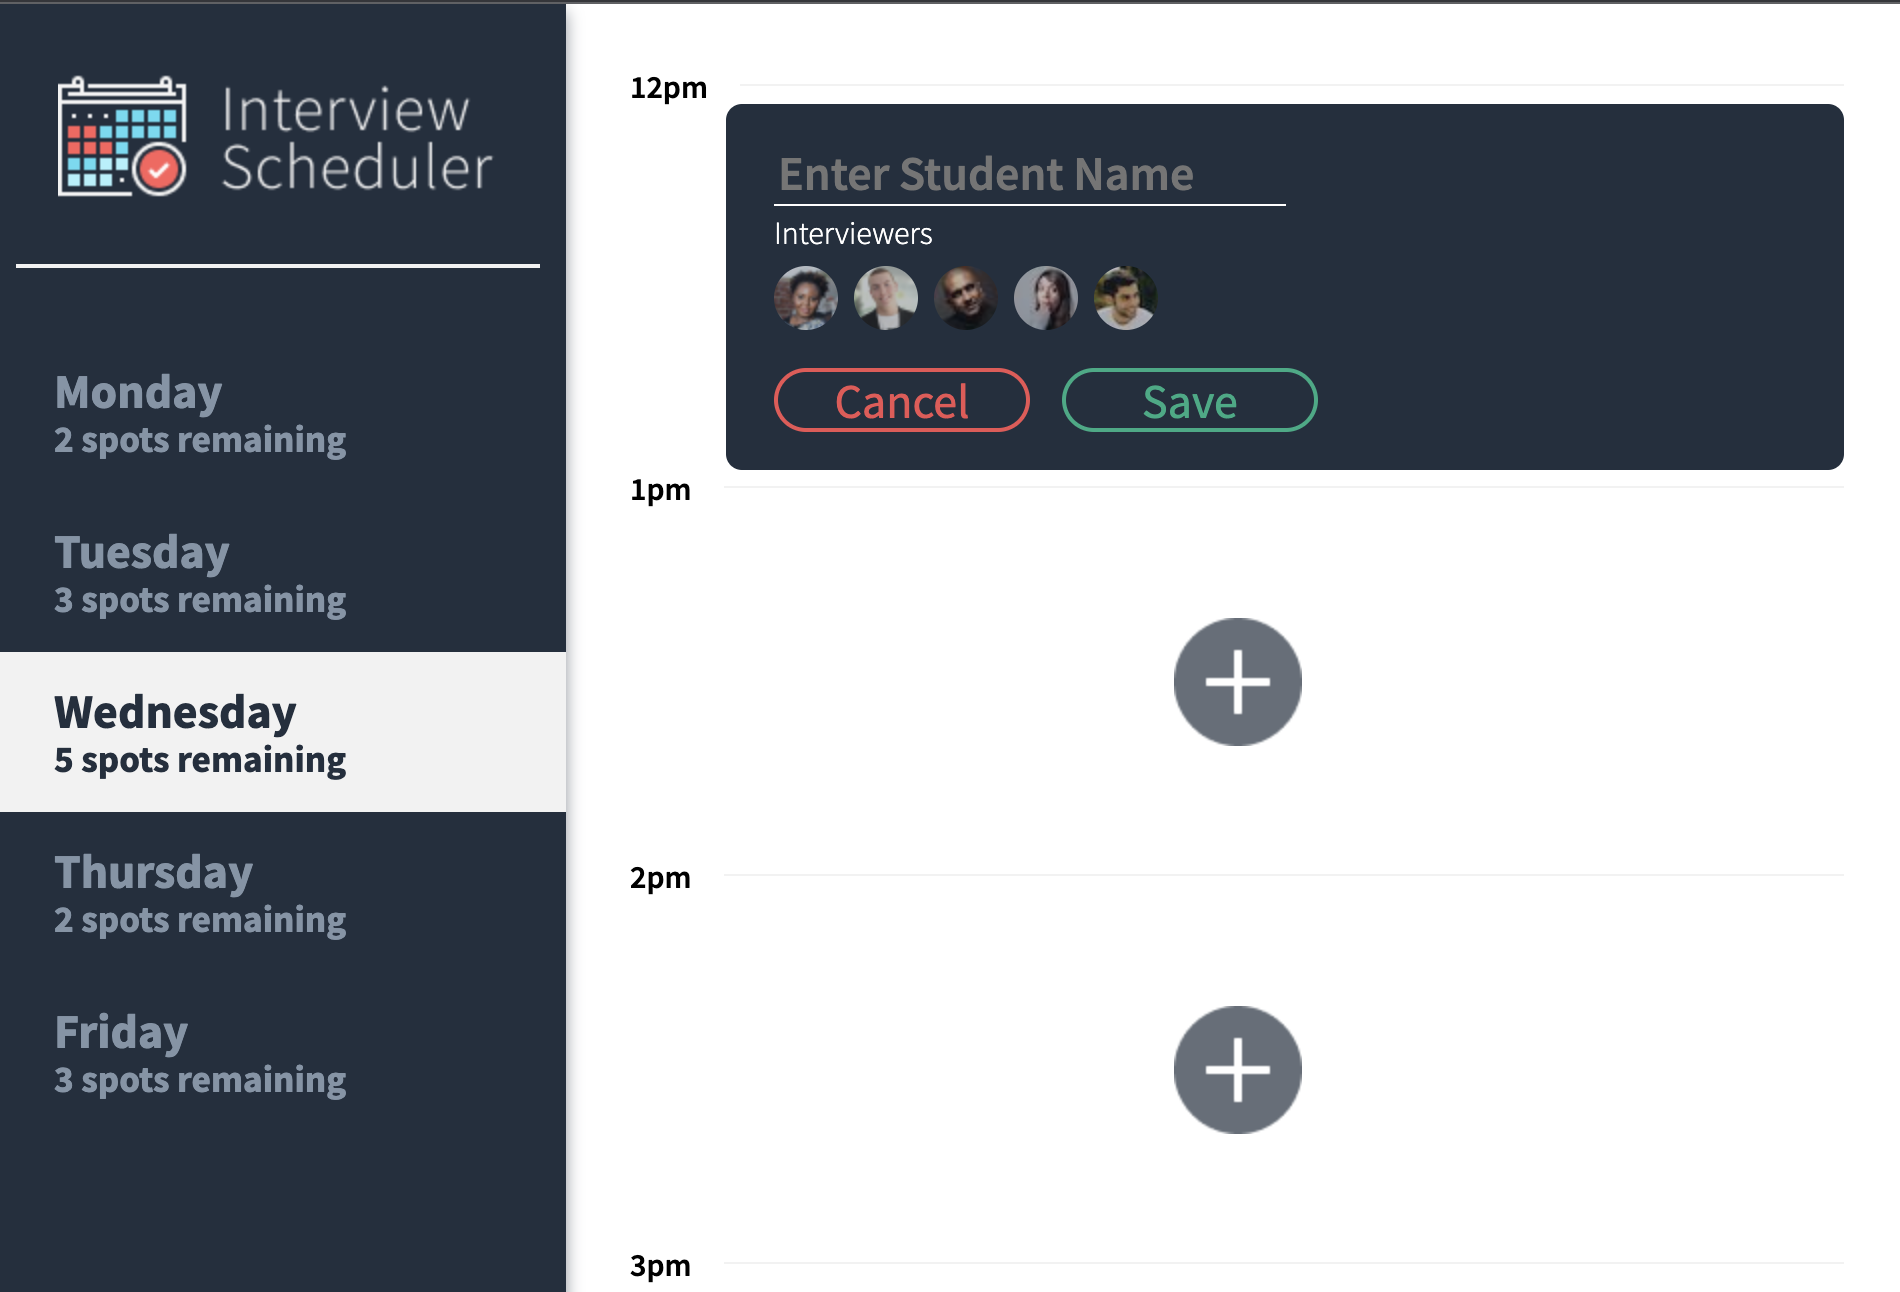 Interview
Scheduler
Monday
2 spots remaining
Tuesday
3 spots remaining
Wednesday
5 spots remaining
Thursday
2 spots remaining
Friday
3 spots remaining
12pm
Enter Student Name
Interviewers
Cancel Save
1pm
2pm
3pm